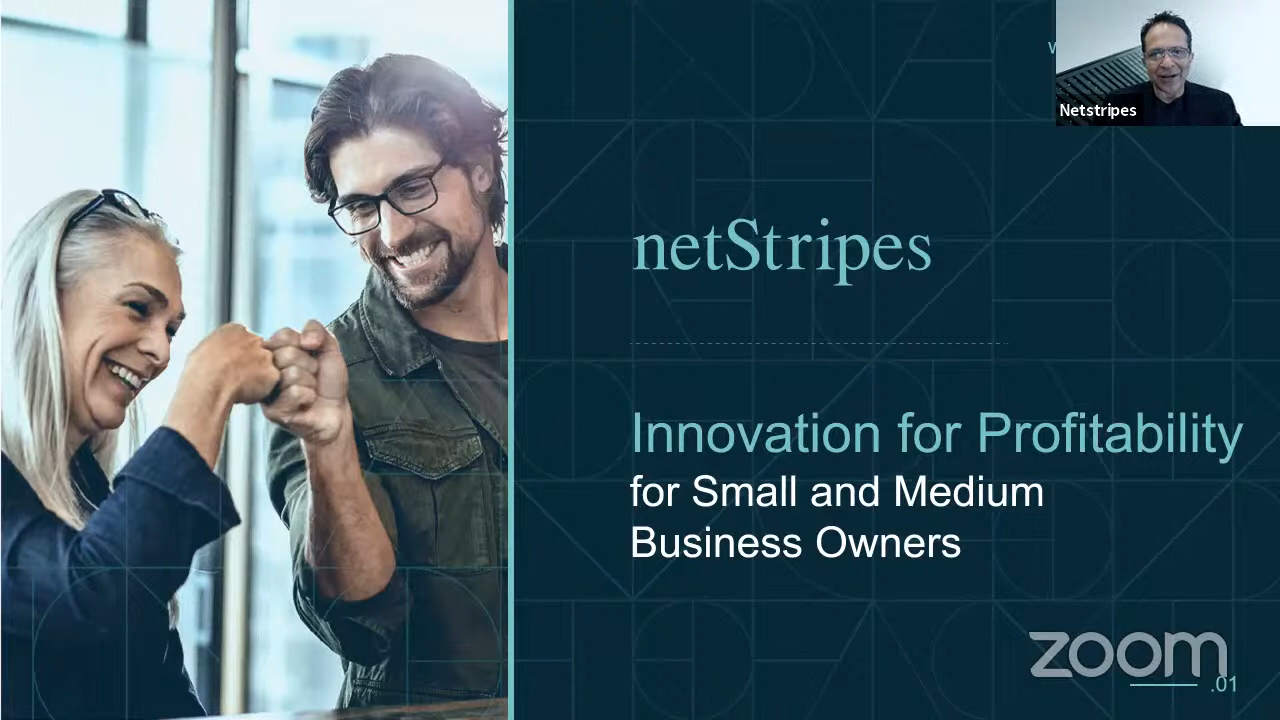 Netstripes
netStripes
Innovation for Profitability
for Small and Medium
Business Owners
zoom
.01